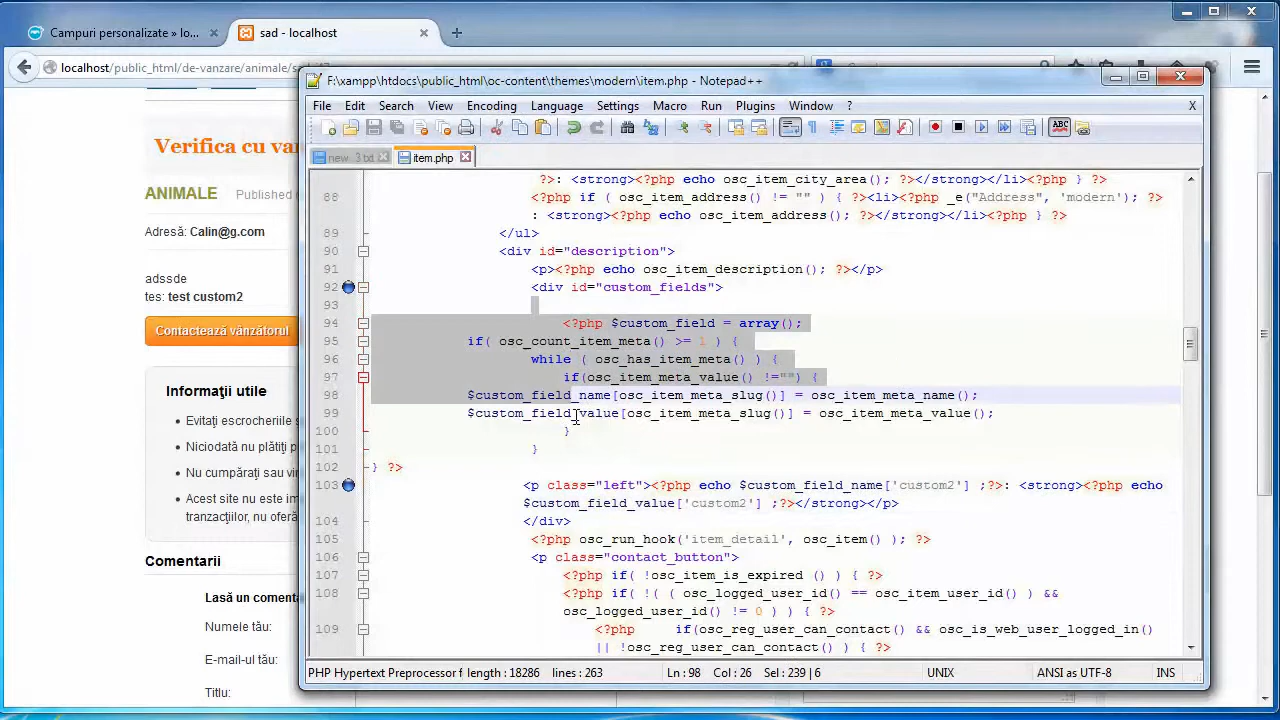 Campuri personalizate » lo...
sad - localhost
localhost/public_html/de-vanzare/animale/s
F:\xampp\htdocs\public_html\oc-content\themes\modern\item.php - Notepad++
File Edit Search View Encoding Language Settings Macro Run Plugins Window ? X
ABC
new 3.txt
item.php
Verifica cu va
ANIMALE Published
Adresă: Calin@g.com
adssde
tes: test custom2
Contactează vânzătorul
Informaţii utile
Evitaţi escrocheriile
Niciodată nu plătiţi p
Nu cumpăraţi sau vin
Acest site nu este im
tranzacţiilor, nu oferă
Comentarii
Lasă un comenta
Numele tău:
E-mail-ul tău:
Titlu:
?>: <strong><?php echo osc_item_city_area(); ?></strong></li><?php } ?>
88 <?php if ( osc_item_address() != "" ) { ?><li><?php _e("Address", 'modern'); ?>
: <strong><?php echo osc_item_address(); ?></strong></li><?php } ?>
89 </ul>
90 <div id="description">
91 <p><?php echo osc_item_description(); ?></p>
92 <div id="custom_fields">
93
94 <?php $custom_field = array();
95 if( osc_count_item_meta() >= 1 ) {
96 while ( osc_has_item_meta() ) {
97 if(osc_item_meta_value() !="") {
98 $custom_field_name[osc_item_meta_slug()] = osc_item_meta_name();
99 $custom_field_value[osc_item_meta_slug()] = osc_item_meta_value();
100 }
101 }
102 } ?>
103 <p class="left"><?php echo $custom_field_name['custom2'] ;?>: <strong><?php echo
$custom_field_value['custom2'] ;?></strong></p>
104 </div>
105 <?php osc_run_hook('item_detail', osc_item() ); ?>
106 <p class="contact_button">
107 <?php if( !osc_item_is_expired () ) { ?>
108 <?php if( !( ( osc_logged_user_id() == osc_item_user_id() ) &&
osc_logged_user_id() != 0 ) ) { ?>
109 <?php if(osc_reg_user_can_contact() && osc_is_web_user_logged_in()
|| !osc_reg_user_can_contact() ) { ?>
PHP Hypertext Preprocessor f length : 18286 lines : 263 Ln : 98 Col : 26 Sel : 239 | 6 UNIX ANSI as UTF-8 INS